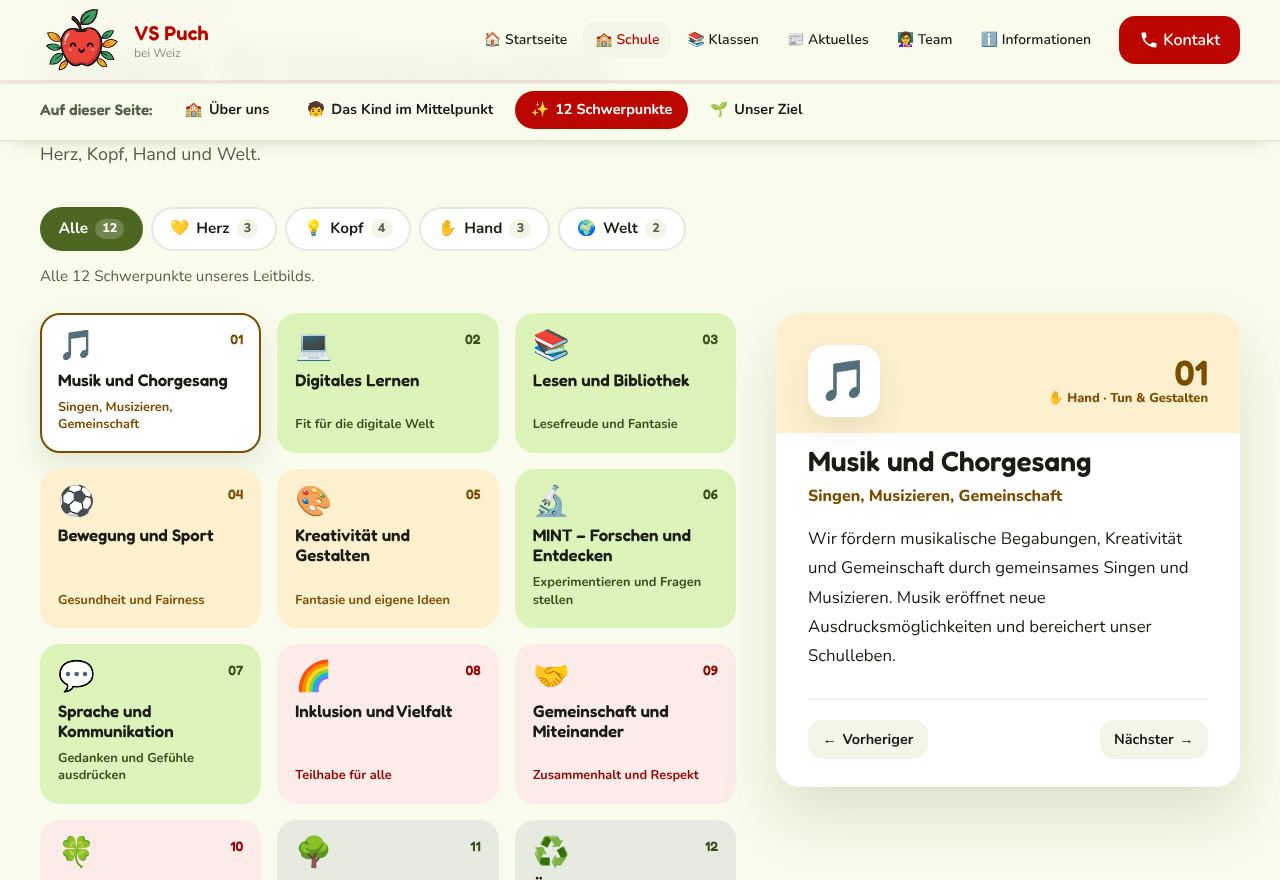 VS Puch
bei Weiz
Startseite
Schule
Klassen
Aktuelles
Team
Informationen
Kontakt
Auf dieser Seite:
Über uns
Das Kind im Mittelpunkt
12 Schwerpunkte
Unser Ziel
Herz, Kopf, Hand und Welt.
Alle 12
Herz 3
Kopf 4
Hand 3
Welt 2
Alle 12 Schwerpunkte unseres Leitbilds.
01
Musik und Chorgesang
Singen, Musizieren,
Gemeinschaft
02
Digitales Lernen
Fit für die digitale Welt
03
Lesen und Bibliothek
Lesefreude und Fantasie
04
Bewegung und Sport
Gesundheit und Fairness
05
Kreativität und
Gestalten
Fantasie und eigene Ideen
06
MINT – Forschen und
Entdecken
Experimentieren und Fragen
stellen
07
Sprache und
Kommunikation
Gedanken und Gefühle
ausdrücken
08
Inklusion und Vielfalt
Teilhabe für alle
09
Gemeinschaft und
Miteinander
Zusammenhalt und Respekt
10
11
12
01
Hand · Tun & Gestalten
Musik und Chorgesang
Singen, Musizieren, Gemeinschaft
Wir fördern musikalische Begabungen, Kreativität
und Gemeinschaft durch gemeinsames Singen und
Musizieren. Musik eröffnet neue
Ausdrucksmöglichkeiten und bereichert unser
Schulleben.
← Vorheriger
Nächster →